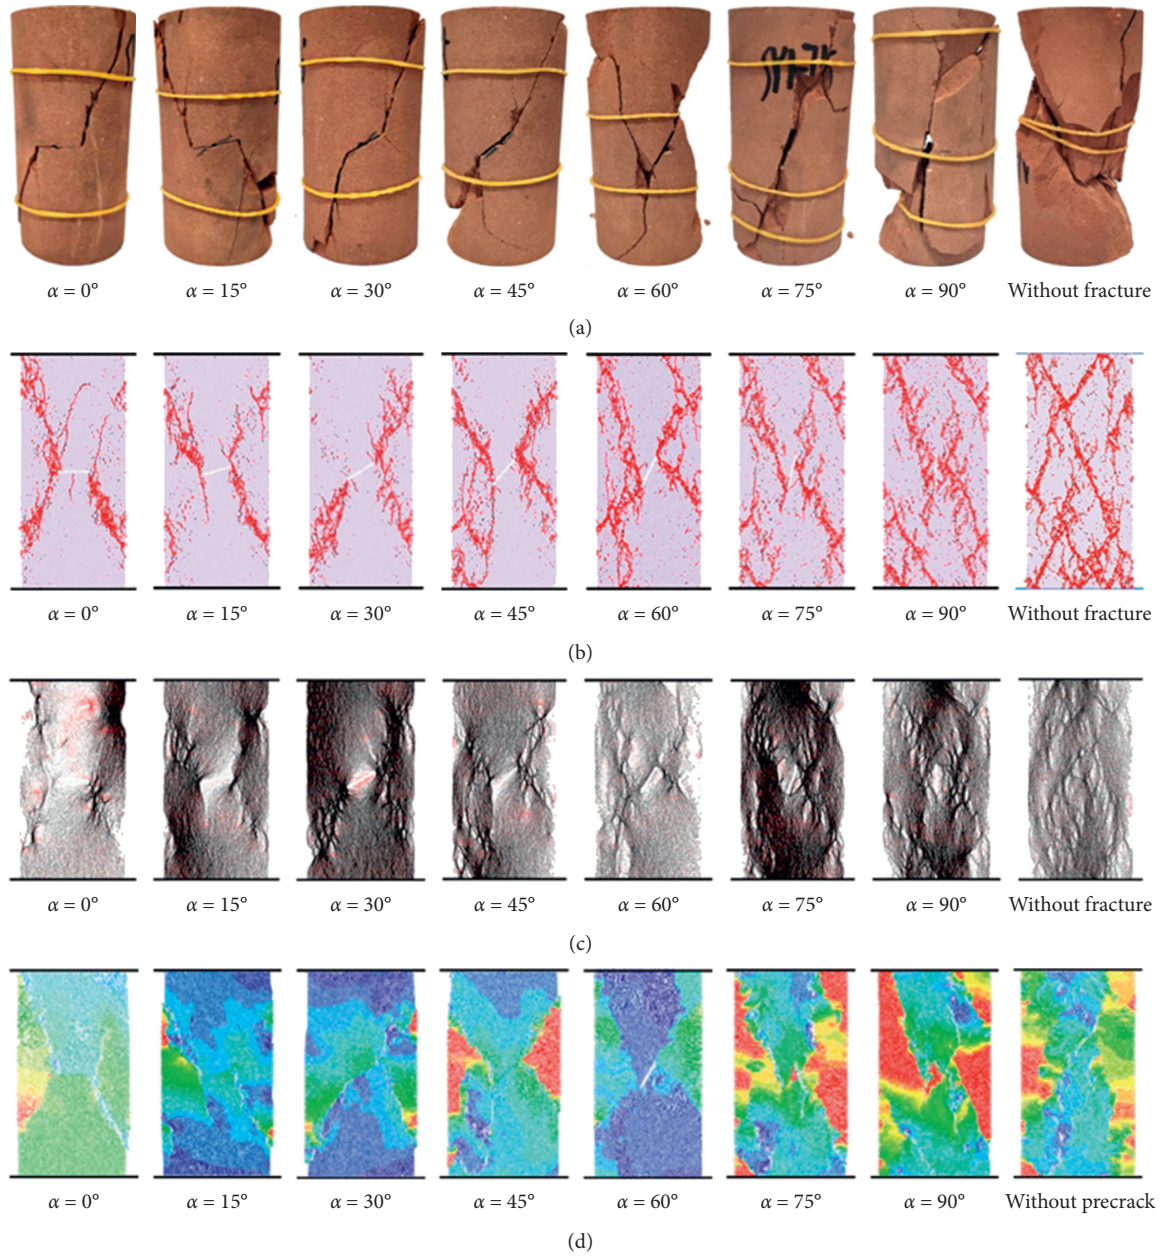 α = 0° α = 15° α = 30° α = 45° α = 60° α = 75° α = 90° Without fracture
(a)
α = 0° α = 15° α = 30° α = 45° α = 60° α = 75° α = 90° Without fracture
(b)
α = 0° α = 15° α = 30° α = 45° α = 60° α = 75° α = 90° Without fracture
(c)
α = 0° α = 15° α = 30° α = 45° α = 60° α = 75° α = 90° Without precrack
(d)